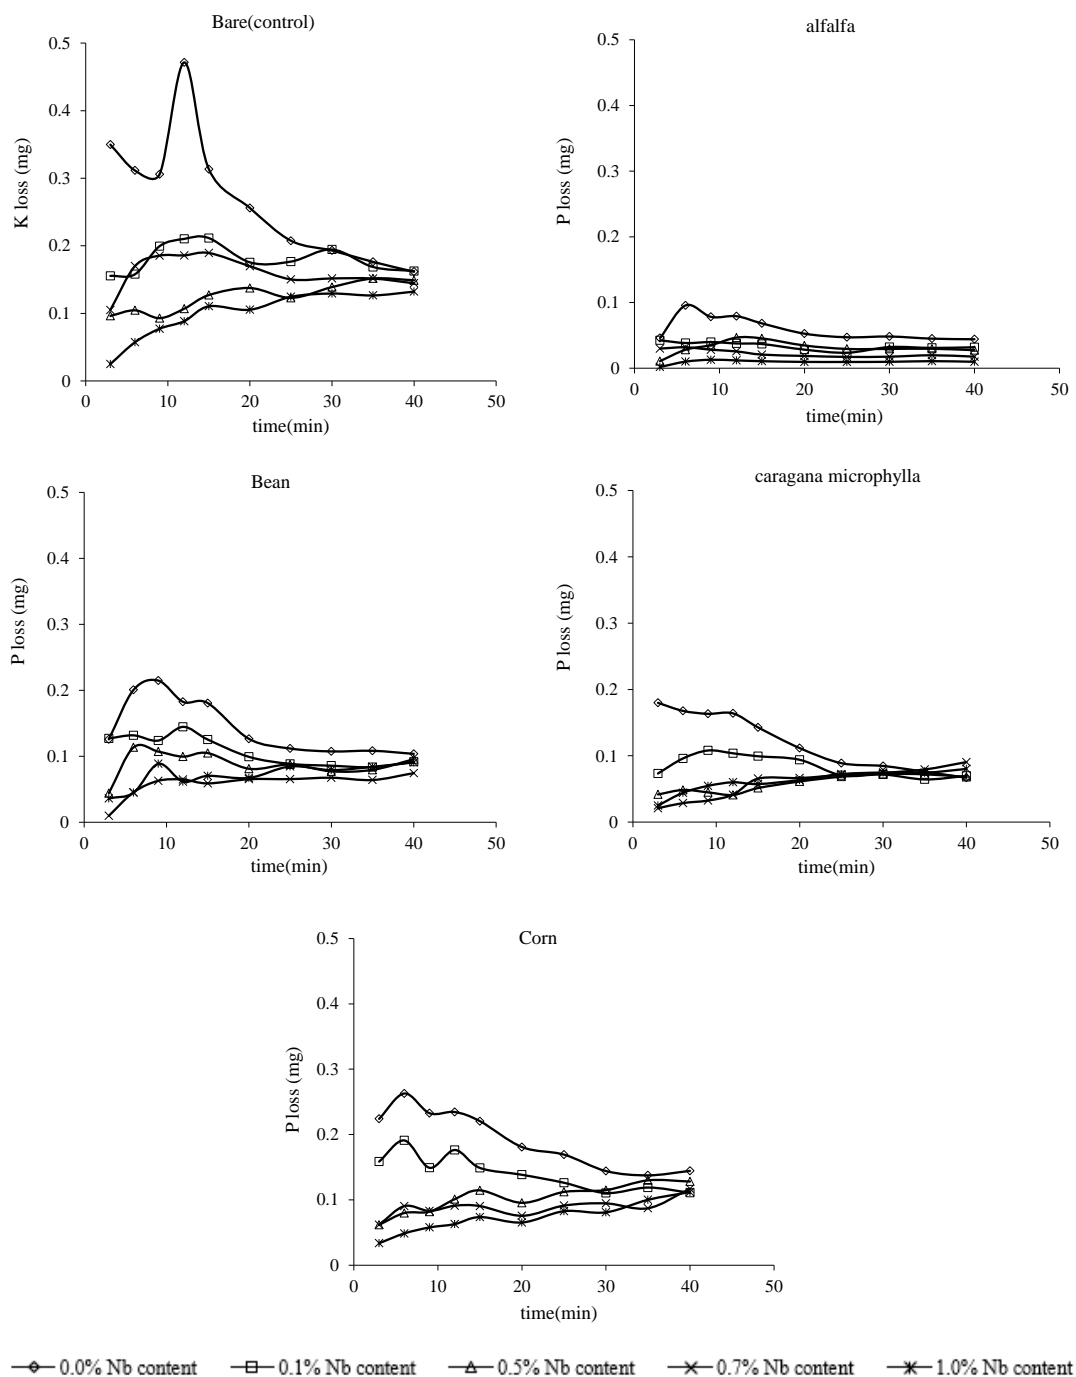 Bare(control)
0.5
0.4
0.3
0.2
0.1
0
K loss (mg)
0 10 20 30 40 50
time(min)
alfalfa
0.5
0.4
0.3
0.2
0.1
0
P loss (mg)
0 10 20 30 40 50
time(min)
Bean
0.5
0.4
0.3
0.2
0.1
0
P loss (mg)
0 10 20 30 40 50
time(min)
caragana microphylla
0.5
0.4
0.3
0.2
0.1
0
P loss (mg)
0 10 20 30 40 50
time(min)
Corn
0.5
0.4
0.3
0.2
0.1
0
P loss (mg)
0 10 20 30 40 50
time(min)
0.0% Nb content 0.1% Nb content 0.5% Nb content 0.7% Nb content 1.0% Nb content